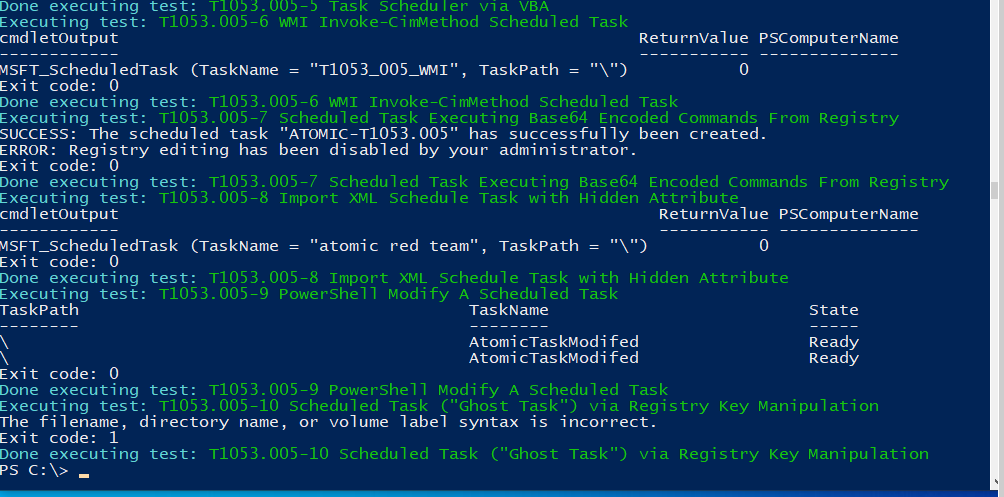 Done executing test: T1053.005-5 Task Scheduler via VBA
Executing test: T1053.005-6 WMI Invoke-CimMethod Scheduled Task
cmdletOutput ReturnValue PSComputerName
------------ ----------- --------------
MSFT_ScheduledTask (TaskName = "T1053_005_WMI", TaskPath = "\") 0
Exit code: 0
Done executing test: T1053.005-6 WMI Invoke-CimMethod Scheduled Task
Executing test: T1053.005-7 Scheduled Task Executing Base64 Encoded Commands From Registry
SUCCESS: The scheduled task "ATOMIC-T1053.005" has successfully been created.
ERROR: Registry editing has been disabled by your administrator.
Exit code: 0
Done executing test: T1053.005-7 Scheduled Task Executing Base64 Encoded Commands From Registry
Executing test: T1053.005-8 Import XML Schedule Task with Hidden Attribute
cmdletOutput ReturnValue PSComputerName
------------ ----------- --------------
MSFT_ScheduledTask (TaskName = "atomic red team", TaskPath = "\") 0
Exit code: 0
Done executing test: T1053.005-8 Import XML Schedule Task with Hidden Attribute
Executing test: T1053.005-9 PowerShell Modify A Scheduled Task
TaskPath TaskName State
-------- -------- -----
\ AtomicTaskModifed Ready
\ AtomicTaskModifed Ready
Exit code: 0
Done executing test: T1053.005-9 PowerShell Modify A Scheduled Task
Executing test: T1053.005-10 Scheduled Task ("Ghost Task") via Registry Key Manipulation
The filename, directory name, or volume label syntax is incorrect.
Exit code: 1
Done executing test: T1053.005-10 Scheduled Task ("Ghost Task") via Registry Key Manipulation
PS C:\> _